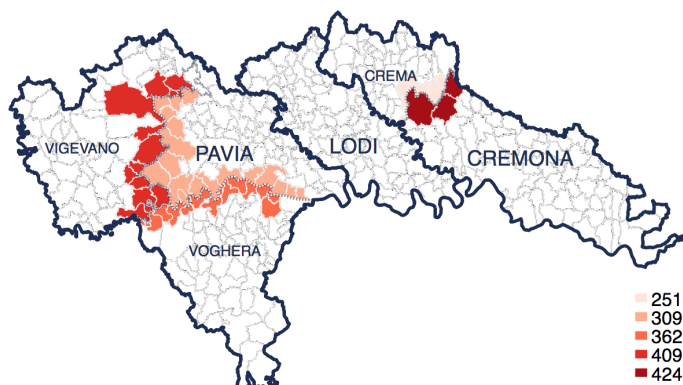 CREMA
VIGEVANO
PAVIA
LODI
CREMONA
VOGHERA
251
309
362
409
424